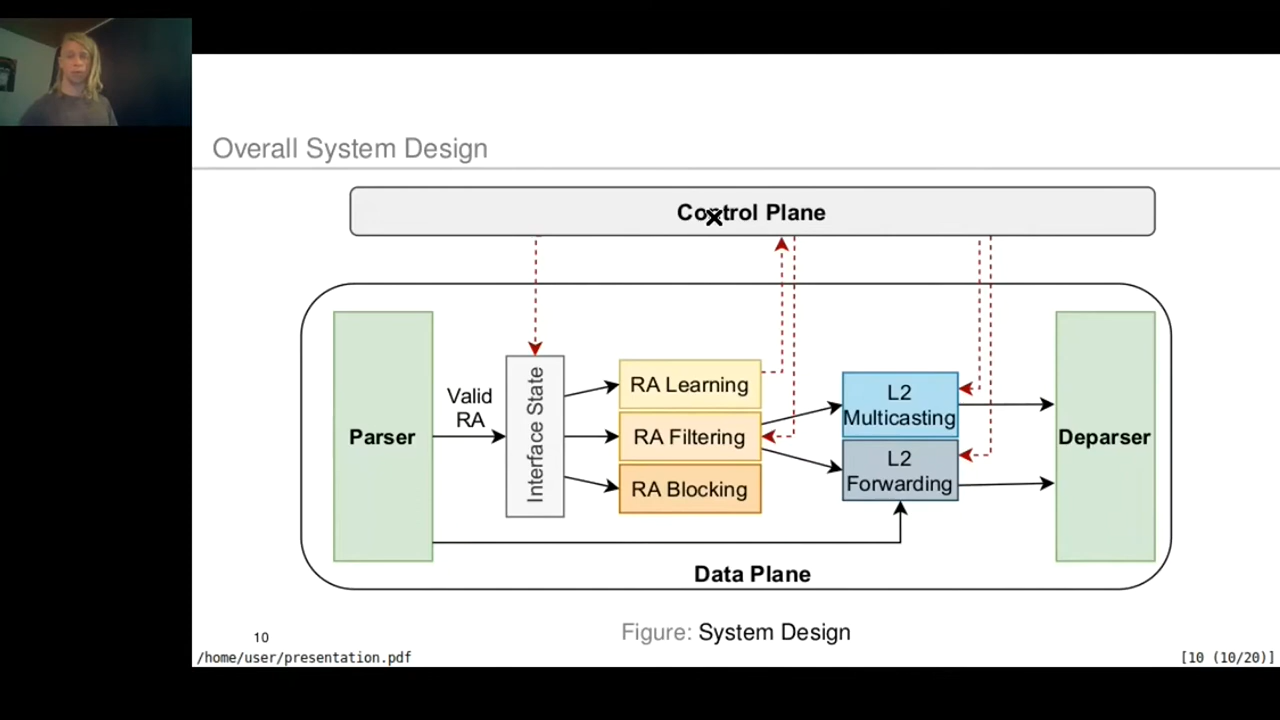 Overall System Design
Control Plane
Valid
RA
Parser
Interface State
RA Learning
RA Filtering
RA Blocking
L2
Multicasting
L2
Forwarding
Deparser
Data Plane
Figure: System Design
10
/home/user/presentation.pdf
[10 (10/20)]